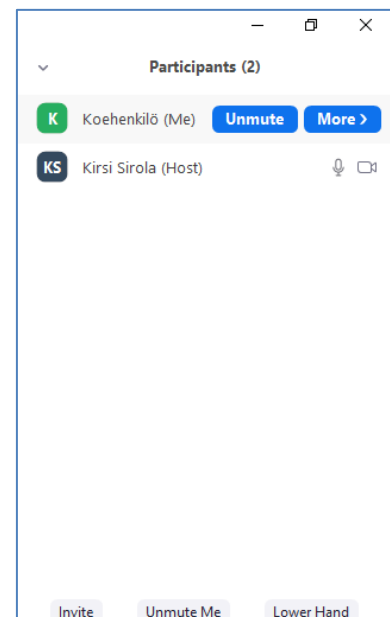 Participants (2)
K Koehenkilö (Me) Unmute More >
KS Kirsi Sirola (Host)
Invite Unmute Me Lower Hand